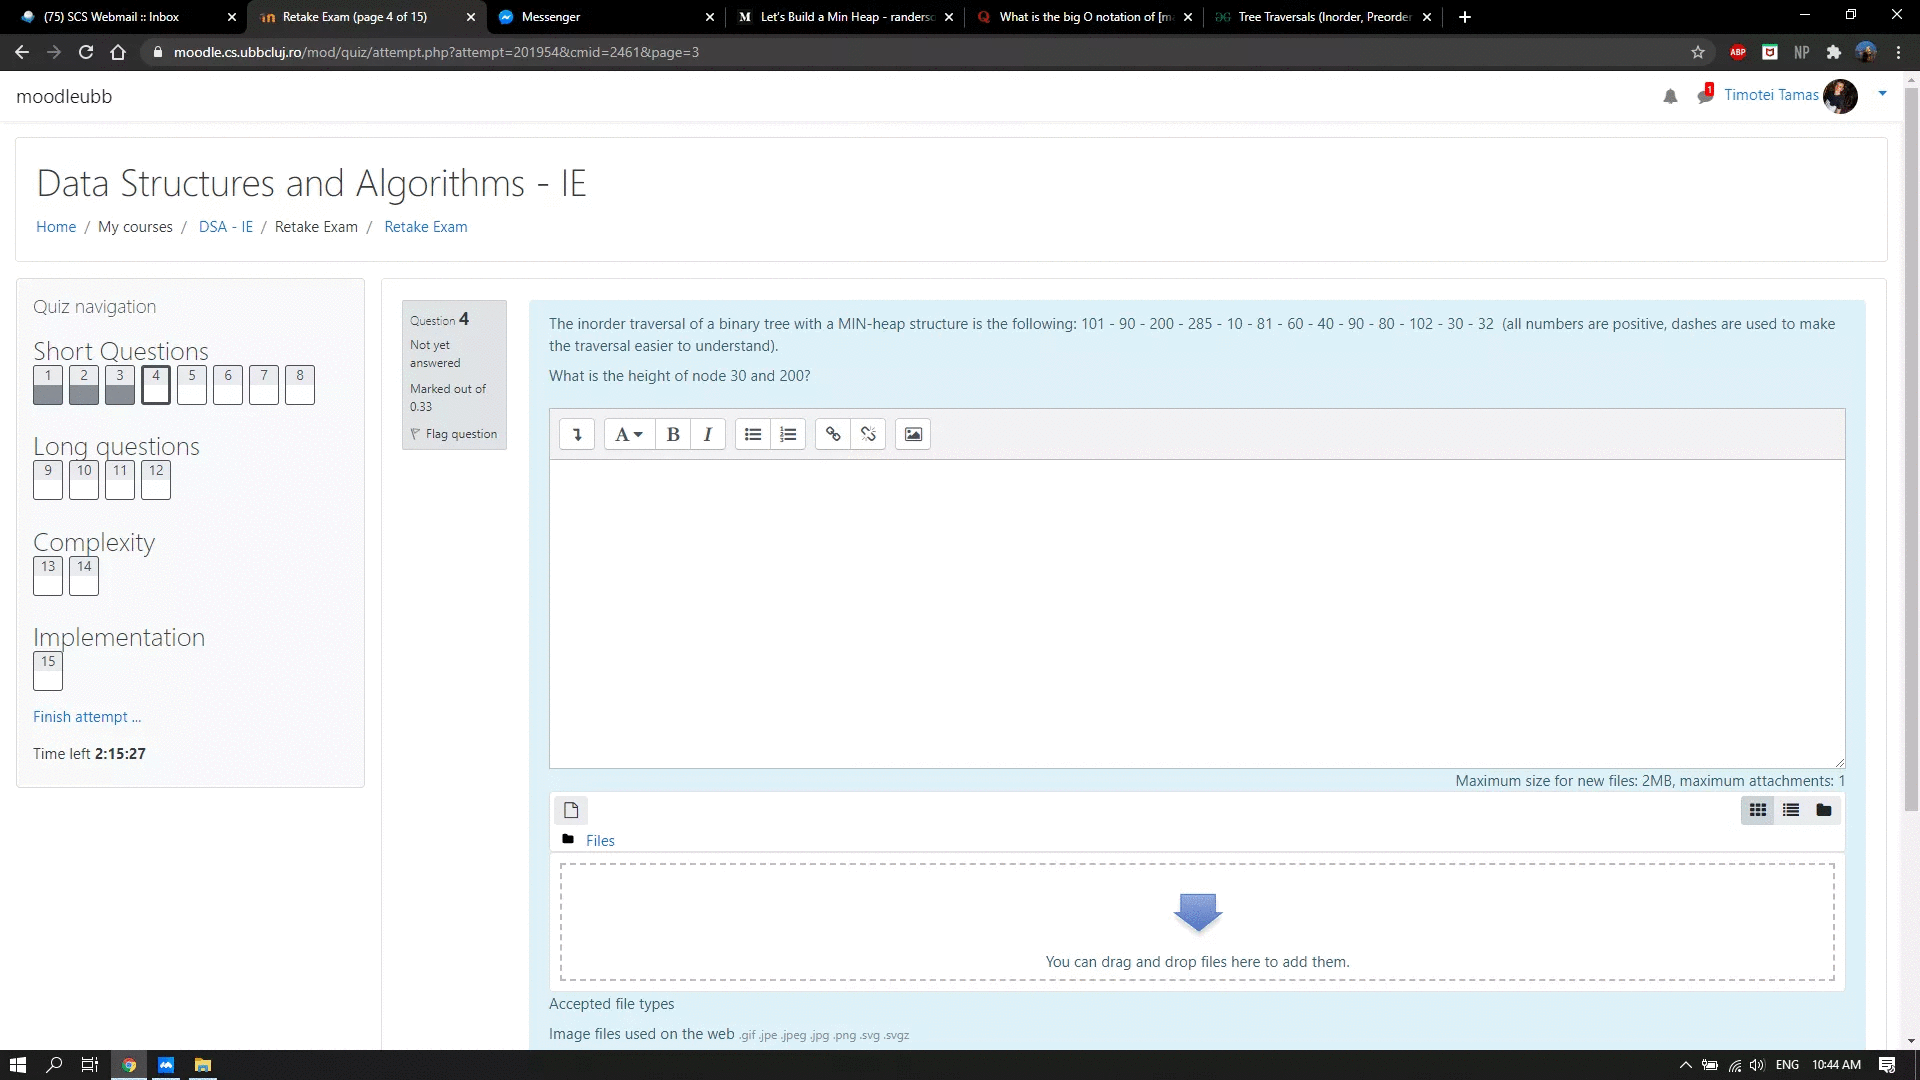 (75) SCS Webmail :: Inbox
Retake Exam (page 4 of 15)
Messenger
Let's Build a Min Heap - randerso
What is the big O notation of [m
Tree Traversals (Inorder, Preorder
moodle.cs.ubbcluj.ro/mod/quiz/attempt.php?attempt=201954&cmid=2461&page=3
ABP
NP
moodleubb
1
Timotei Tamas
Data Structures and Algorithms - IE
Home / My courses / DSA - IE / Retake Exam / Retake Exam
Quiz navigation
Short Questions
1 2 3 4 5 6 7 8
Long questions
9 10 11 12
Complexity
13 14
Implementation
15
Finish attempt ...
Time left 2:15:27
Question 4
Not yet
answered
Marked out of
0.33
Flag question
The inorder traversal of a binary tree with a MIN-heap structure is the following: 101 - 90 - 200 - 285 - 10 - 81 - 60 - 40 - 90 - 80 - 102 - 30 - 32 (all numbers are positive, dashes are used to make
the traversal easier to understand).
What is the height of node 30 and 200?
A B I
Maximum size for new files: 2MB, maximum attachments: 1
Files
You can drag and drop files here to add them.
Accepted file types
Image files used on the web .gif .jpe .jpeg .jpg .png .svg .svgz
ENG
10:44 AM